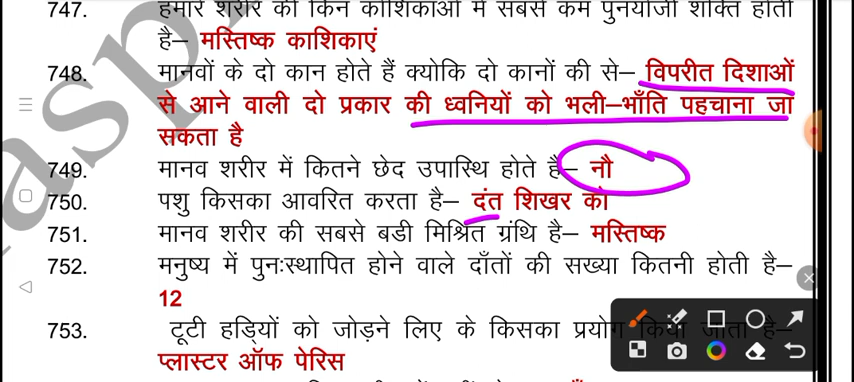 747. हमारे शरीर की किन कोशिकाओं में सबसे कम पुनर्योजी शक्ति होती
है– मस्तिष्क काशिकाएं
748. मानवों के दो कान होते हैं क्योकि दो कानों की से– विपरीत दिशाओं
से आने वाली दो प्रकार की ध्वनियों को भली–भाँति पहचाना जा
सकता है
749. मानव शरीर में कितने छेद उपास्थि होते है– नौ
750. पशु किसका आवरित करता है– दंत शिखर को
751. मानव शरीर की सबसे बडी मिश्रित ग्रंथि है– मस्तिष्क
752. मनुष्य में पुनःस्थापित होने वाले दाँतों की सख्या कितनी होती है–
12
753. टूटी हड्यिों को जोड़ने लिए के किसका प्रयोग किया जाता है–
प्लास्टर ऑफ पेरिस